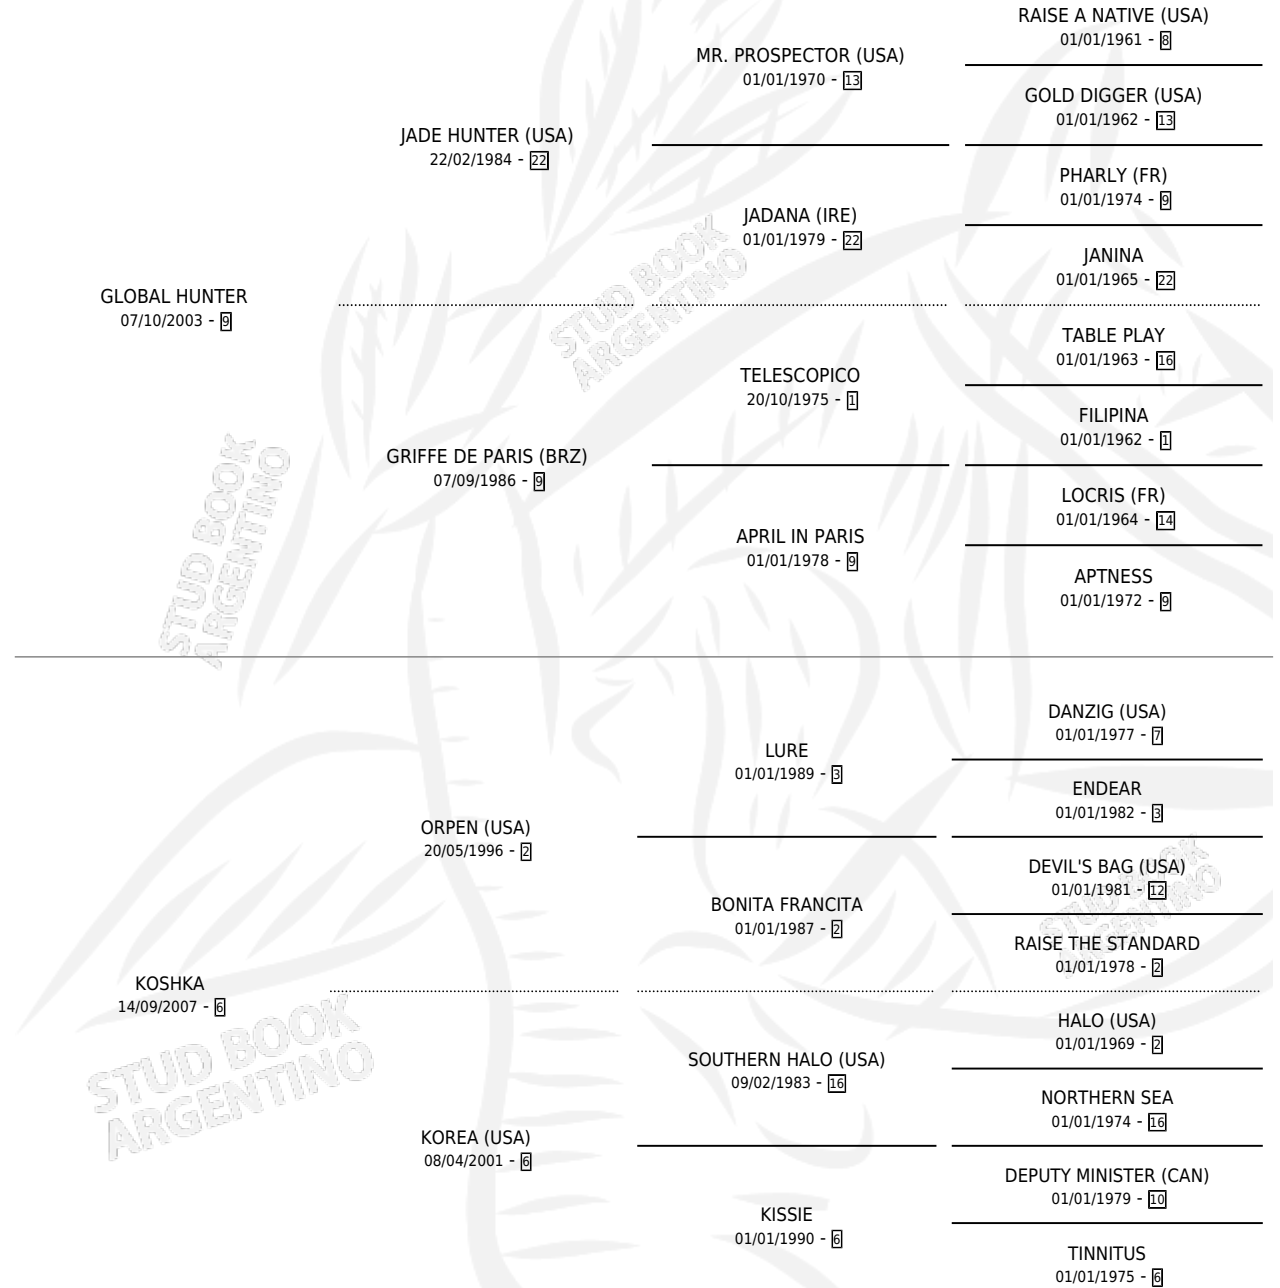 RAISE A NATIVE (USA)
01/01/1961 - 8
MR. PROSPECTOR (USA)
01/01/1970 - 13
GOLD DIGGER (USA)
01/01/1962 - 13
JADE HUNTER (USA)
22/02/1984 - 22
PHARLY (FR)
01/01/1974 - 9
JADANA (IRE)
01/01/1979 - 22
JANINA
01/01/1965 - 22
GLOBAL HUNTER
07/10/2003 - 9
TABLE PLAY
01/01/1963 - 16
TELESCOPICO
20/10/1975 - 1
FILIPINA
01/01/1962 - 1
GRIFFE DE PARIS (BRZ)
07/09/1986 - 9
LOCRIS (FR)
01/01/1964 - 14
APRIL IN PARIS
01/01/1978 - 9
APTNESS
01/01/1972 - 9
STUD BOOK
ARGENTINO
STUD BOOK
ARGENTINO
DANZIG (USA)
01/01/1977 - 7
LURE
01/01/1989 - 3
ENDEAR
01/01/1982 - 3
ORPEN (USA)
20/05/1996 - 2
DEVIL'S BAG (USA)
01/01/1981 - 12
BONITA FRANCITA
01/01/1987 - 2
RAISE THE STANDARD
01/01/1978 - 2
KOSHKA
14/09/2007 - 6
HALO (USA)
01/01/1969 - 2
SOUTHERN HALO (USA)
09/02/1983 - 16
NORTHERN SEA
01/01/1974 - 16
KOREA (USA)
08/04/2001 - 6
DEPUTY MINISTER (CAN)
01/01/1979 - 10
KISSIE
01/01/1990 - 6
TINNITUS
01/01/1975 - 6
STUD BOOK
ARGENTINO
STUD BOOK
ARGENTINO